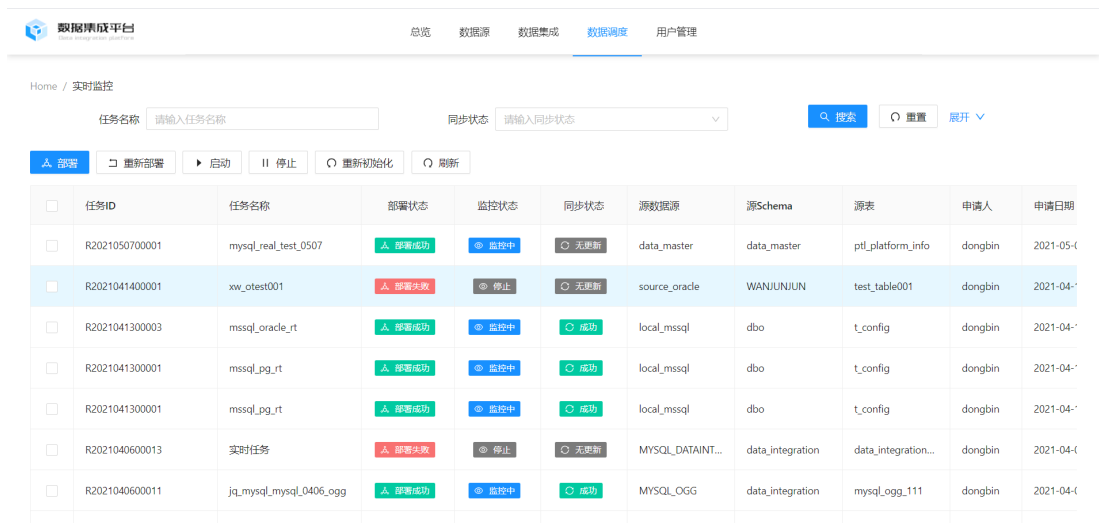 数据集成平台
Data integration platform
总览 数据源 数据集成 数据调度 用户管理
Home / 实时监控
任务名称 请输入任务名称 同步状态 请输入同步状态 搜索 重置 展开
部署 重新部署 启动 停止 重新初始化 刷新
任务ID 任务名称 部署状态 监控状态 同步状态 源数据源 源Schema 源表 申请人 申请日期
R2021050700001 mysql_real_test_0507 部署成功 监控中 无更新 data_master data_master ptl_platform_info dongbin 2021-05-
R2021041400001 xw_otest001 部署失败 停止 无更新 source_oracle WANJUNJUN test_table001 dongbin 2021-04-
R2021041300003 mssql_oracle_rt 部署成功 监控中 成功 local_mssql dbo t_config dongbin 2021-04-
R2021041300001 mssql_pg_rt 部署成功 监控中 成功 local_mssql dbo t_config dongbin 2021-04-
R2021041300001 mssql_pg_rt 部署成功 监控中 成功 local_mssql dbo t_config dongbin 2021-04-
R2021040600013 实时任务 部署失败 停止 无更新 MYSQL_DATAINT... data_integration data_integration... dongbin 2021-04-
R2021040600011 jq_mysql_mysql_0406_ogg 部署成功 监控中 成功 MYSQL_OGG data_integration mysql_ogg_111 dongbin 2021-04-